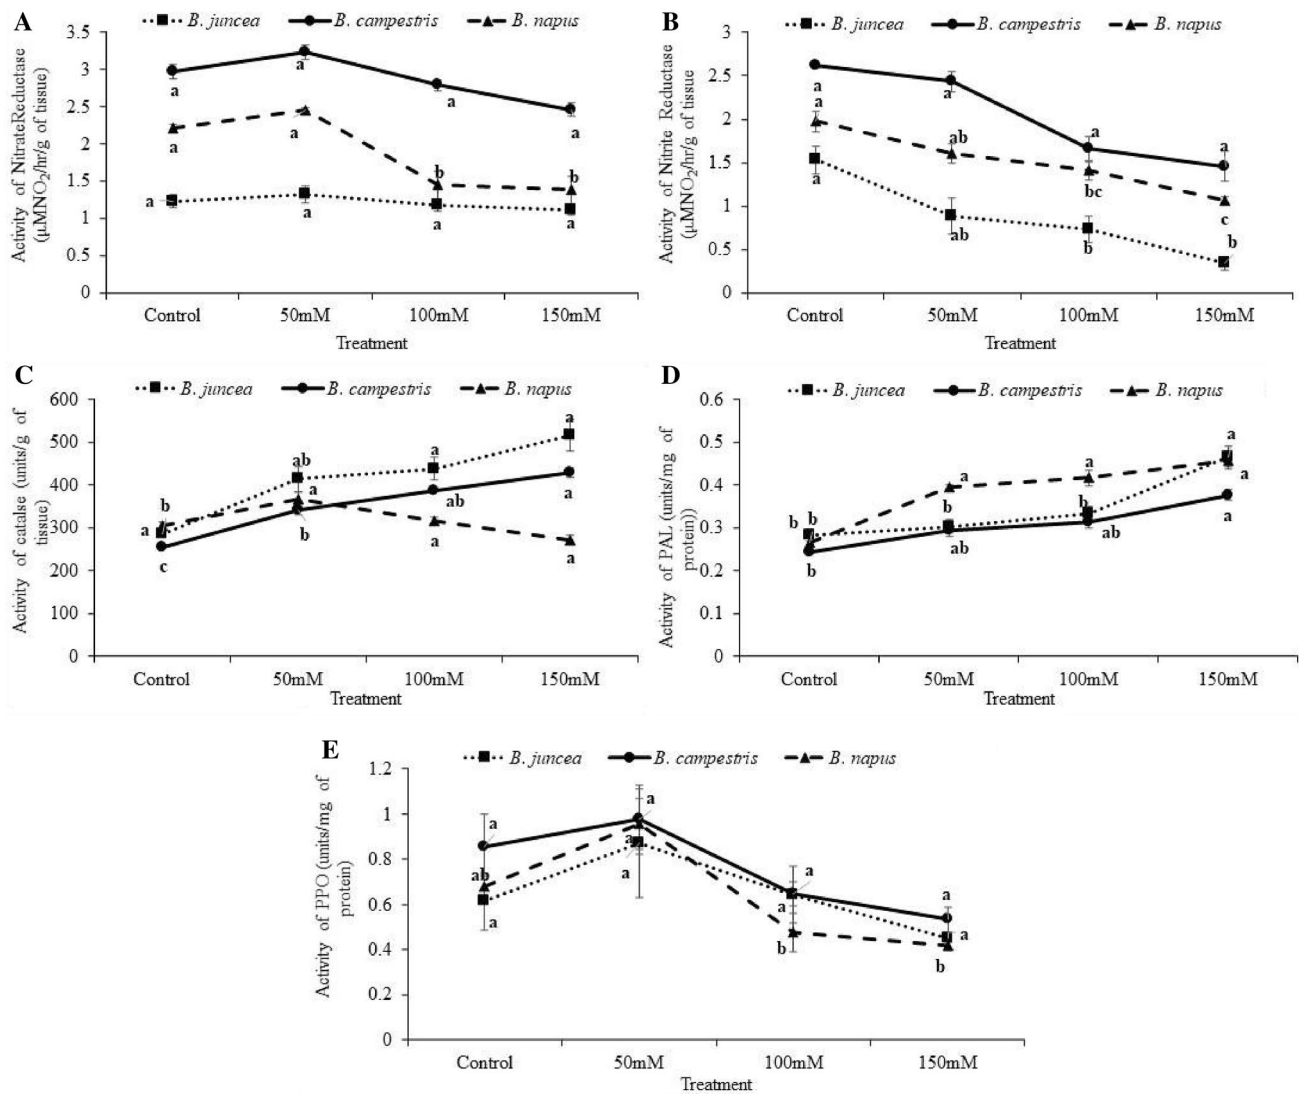 A
B. juncea B. campestris B. napus
3.5
3
2.5
2
1.5
1
0.5
0
Activity of NitrateReductase
(µMNO2/hr/g of tissue)
a
a
a
a
a
a
b
b
a
a
a
a
Control 50mM 100mM 150mM
Treatment
B
B. juncea B. campestris B. napus
3
2.5
2
1.5
1
0.5
0
Activity of Nitrite Reductase
(µMNO2/hr/g of tissue
a
a
a
a
a
ab
bc
c
a
ab
b
b
Control 50mM 100mM 150mM
Treatment
C
B. juncea B. campestris B. napus
600
500
400
300
200
100
0
Activity of catalse (units/g of
tissue)
b
ab
a
a
a
a
a
a
c
b
ab
a
Control 50mM 100mM 150mM
Treatment
D
B. juncea B. campestris B. napus
0.6
0.5
0.4
0.3
0.2
0.1
0
Activity of PAL (units/mg of
protein))
b
b
a
a
a
b
b
a
b
ab
ab
a
Control 50mM 100mM 150mM
Treatment
E
B. juncea B. campestris B. napus
1.2
1
0.8
0.6
0.4
0.2
0
Activity of PPO (units/mg of
protein)
a
a
a
a
ab
a
b
b
a
a
a
a
Control 50mM 100mM 150mM
Treatment